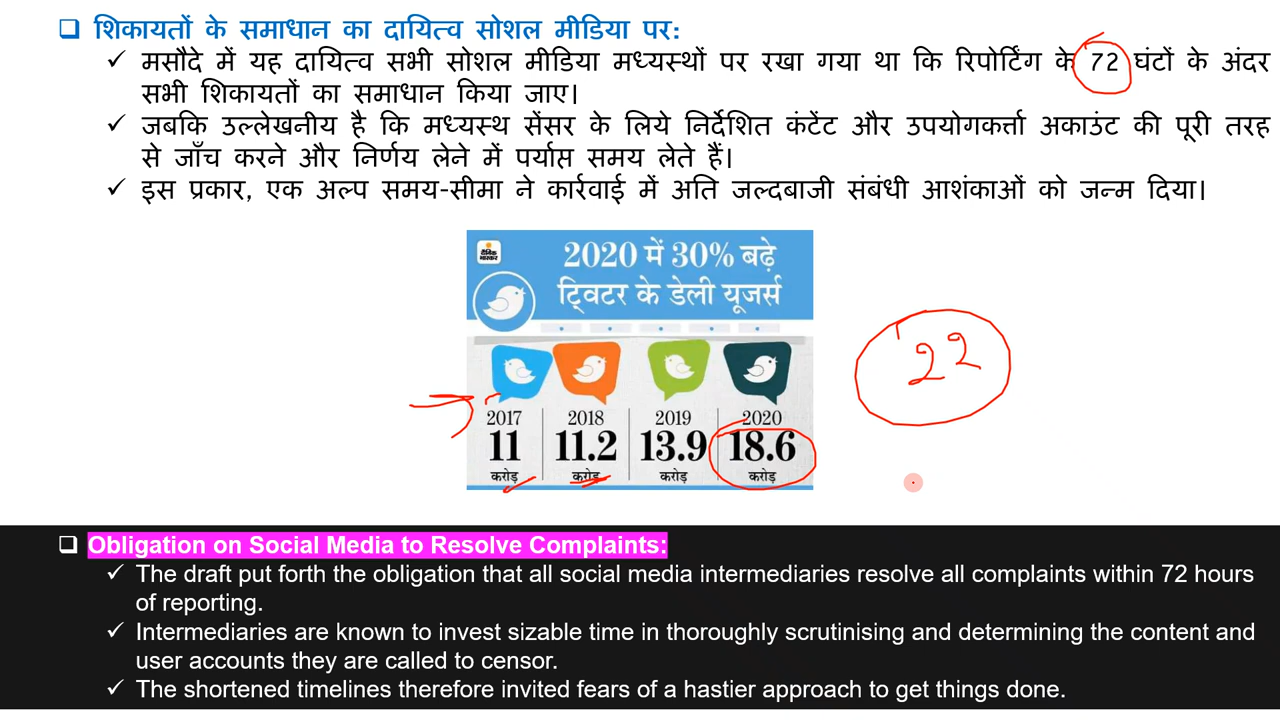 ❑ शिकायतों के समाधान का दायित्व सोशल मीडिया पर:
✓ मसौदे में यह दायित्व सभी सोशल मीडिया मध्यस्थों पर रखा गया था कि रिपोर्टिंग के 72 घंटों के अंदर
सभी शिकायतों का समाधान किया जाए।
✓ जबकि उल्लेखनीय है कि मध्यस्थ सेंसर के लिये निर्देशित कंटेंट और उपयोगकर्त्ता अकाउंट की पूरी तरह
से जाँच करने और निर्णय लेने में पर्याप्त समय लेते हैं।
✓ इस प्रकार, एक अल्प समय-सीमा ने कार्रवाई में अति जल्दबाजी संबंधी आशंकाओं को जन्म दिया।
दैनिक
भास्कर
2020 में 30% बढ़े
ट्विटर के डेली यूजर्स
22
2017 2018 2019 2020
11 11.2 13.9 18.6
करोड़ करोड़ करोड़ करोड़
❑ Obligation on Social Media to Resolve Complaints:
✓ The draft put forth the obligation that all social media intermediaries resolve all complaints within 72 hours
of reporting.
✓ Intermediaries are known to invest sizable time in thoroughly scrutinising and determining the content and
user accounts they are called to censor.
✓ The shortened timelines therefore invited fears of a hastier approach to get things done.